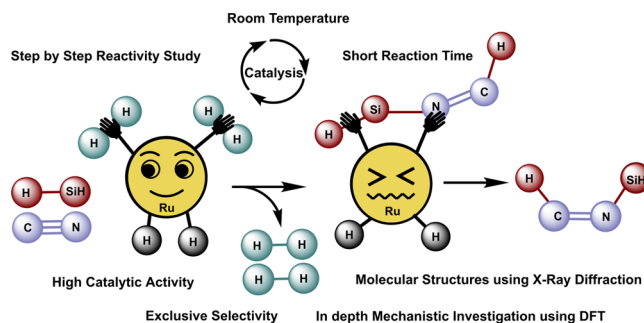 Room Temperature
Step by Step Reactivity Study
Short Reaction Time
Catalysis
H
H
H
H
H
Si
N
C
H
H
SiH
C
N
Ru
H
H
Ru
H
H
H
C
N
SiH
H
H
H
H
High Catalytic Activity
Molecular Structures using X-Ray Diffraction
Exclusive Selectivity
In depth Mechanistic Investigation using DFT